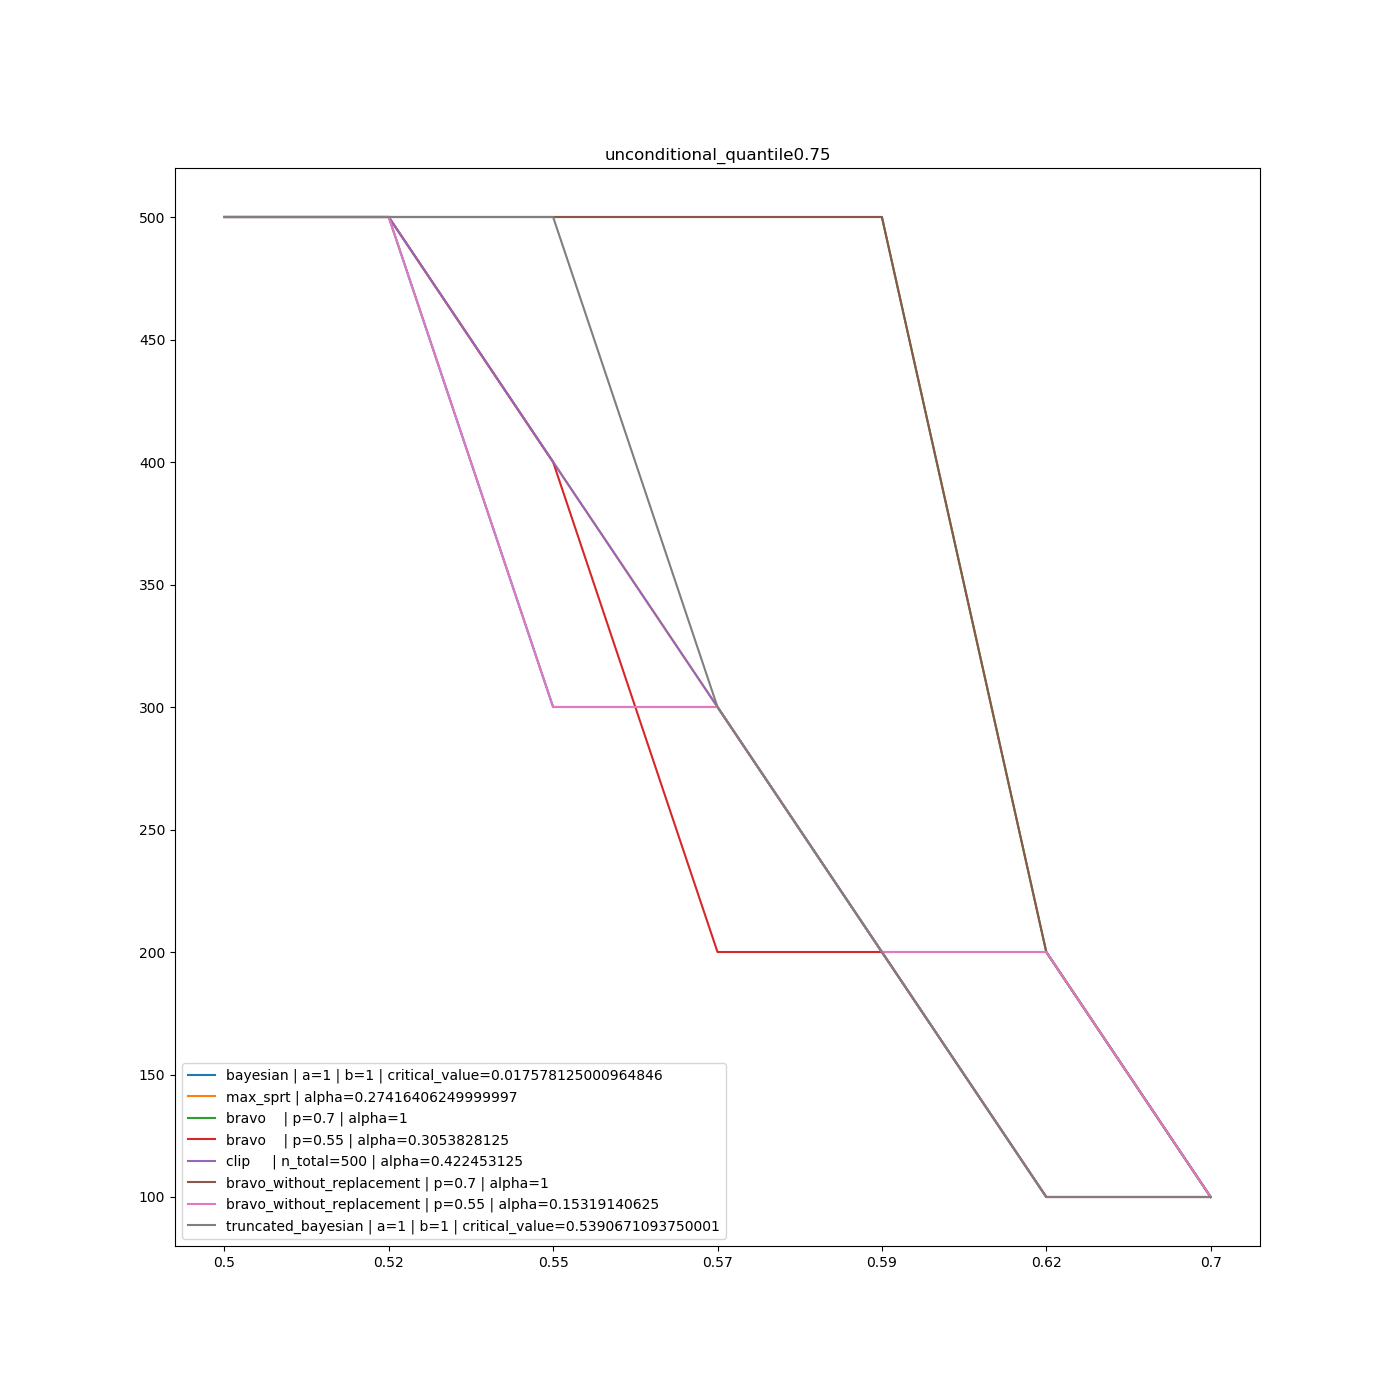 unconditional_quantile0.75
500
450
400
350
300
250
200
150
100
bayesian | a=1 | b=1 | critical_value=0.017578125000964846
max_sprt | alpha=0.27416406249999997
bravo    | p=0.7 | alpha=1
bravo    | p=0.55 | alpha=0.3053828125
clip     | n_total=500 | alpha=0.422453125
bravo_without_replacement | p=0.7 | alpha=1
bravo_without_replacement | p=0.55 | alpha=0.15319140625
truncated_bayesian | a=1 | b=1 | critical_value=0.5390671093750001
0.5 0.52 0.55 0.57 0.59 0.62 0.7